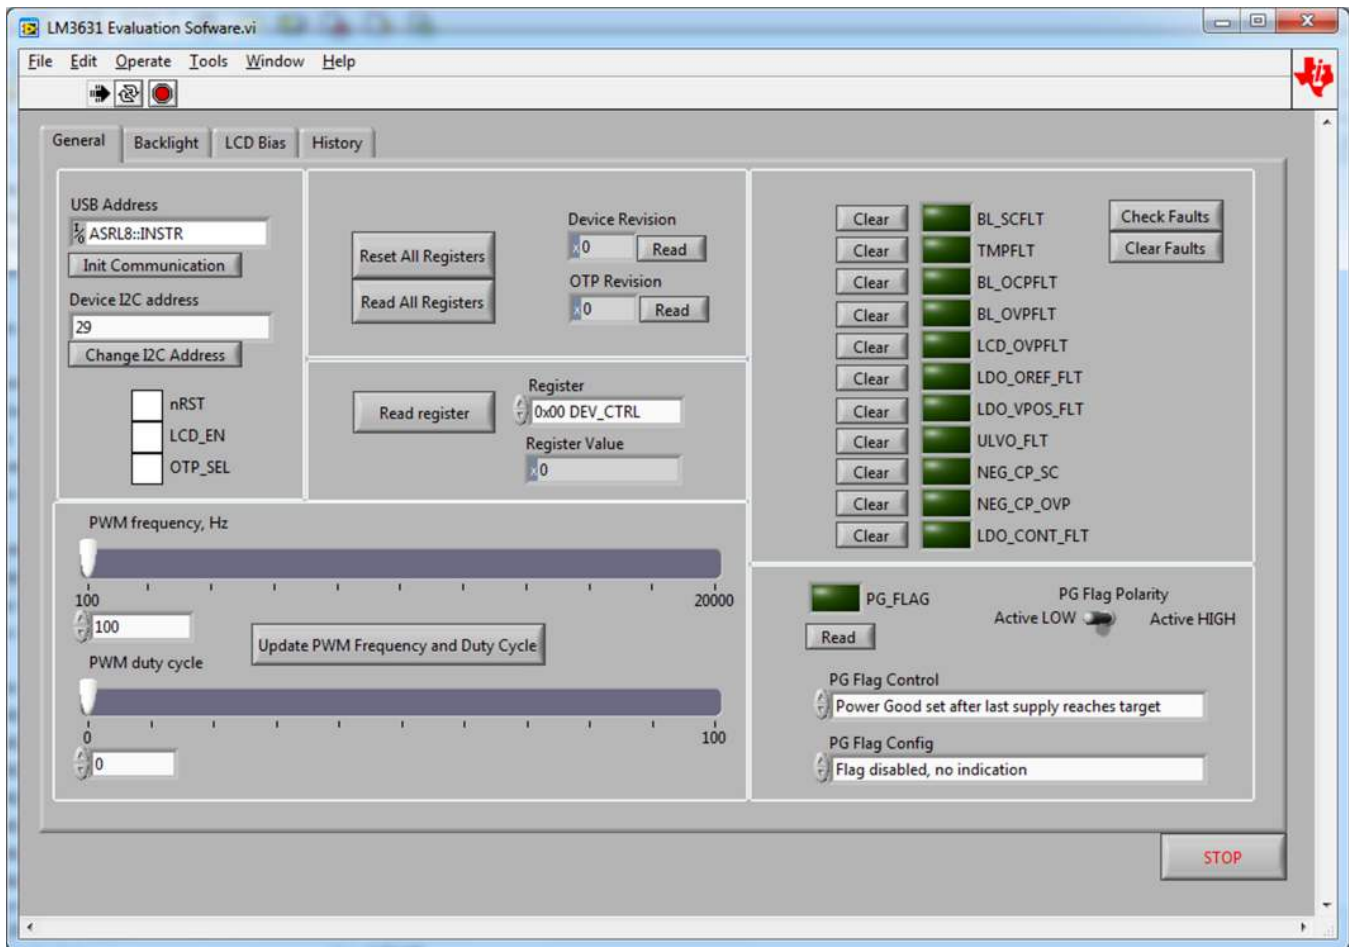 LM3631 Evaluation Sofware.vi
File Edit Operate Tools Window Help
General Backlight LCD Bias History
USB Address
ASRL8::INSTR
Init Communication
Device I2C address
29
Change I2C Address
nRST
LCD_EN
OTP_SEL
Reset All Registers
Read All Registers
Device Revision
x0 Read
OTP Revision
x0 Read
Read register
Register
0x00 DEV_CTRL
Register Value
x0
Clear BL_SCFLT
Clear TMPFLT
Clear BL_OCPFLT
Clear BL_OVPFLT
Clear LCD_OVPFLT
Clear LDO_OREF_FLT
Clear LDO_VPOS_FLT
Clear ULVO_FLT
Clear NEG_CP_SC
Clear NEG_CP_OVP
Clear LDO_CONT_FLT
Check Faults
Clear Faults
PWM frequency, Hz
100 20000
100
Update PWM Frequency and Duty Cycle
PWM duty cycle
0 100
0
PG_FLAG
Read
PG Flag Polarity
Active LOW Active HIGH
PG Flag Control
Power Good set after last supply reaches target
PG Flag Config
Flag disabled, no indication
STOP